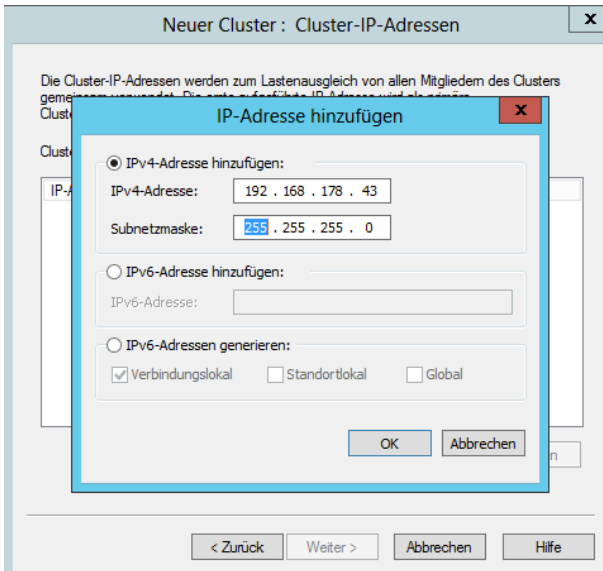 Neuer Cluster : Cluster-IP-Adressen
x
Die Cluster-IP-Adressen werden zum Lastenausgleich von allen Mitgliedern des Clusters
IP-Adresse hinzufügen
x
IPv4-Adresse hinzufügen:
IPv4-Adresse: 192 . 168 . 178 . 43
Subnetzmaske: 255 . 255 . 255 . 0
IPv6-Adresse hinzufügen:
IPv6-Adresse:
IPv6-Adressen generieren:
Verbindungslokal Standortlokal Global
OK Abbrechen
< Zurück Weiter > Abbrechen Hilfe